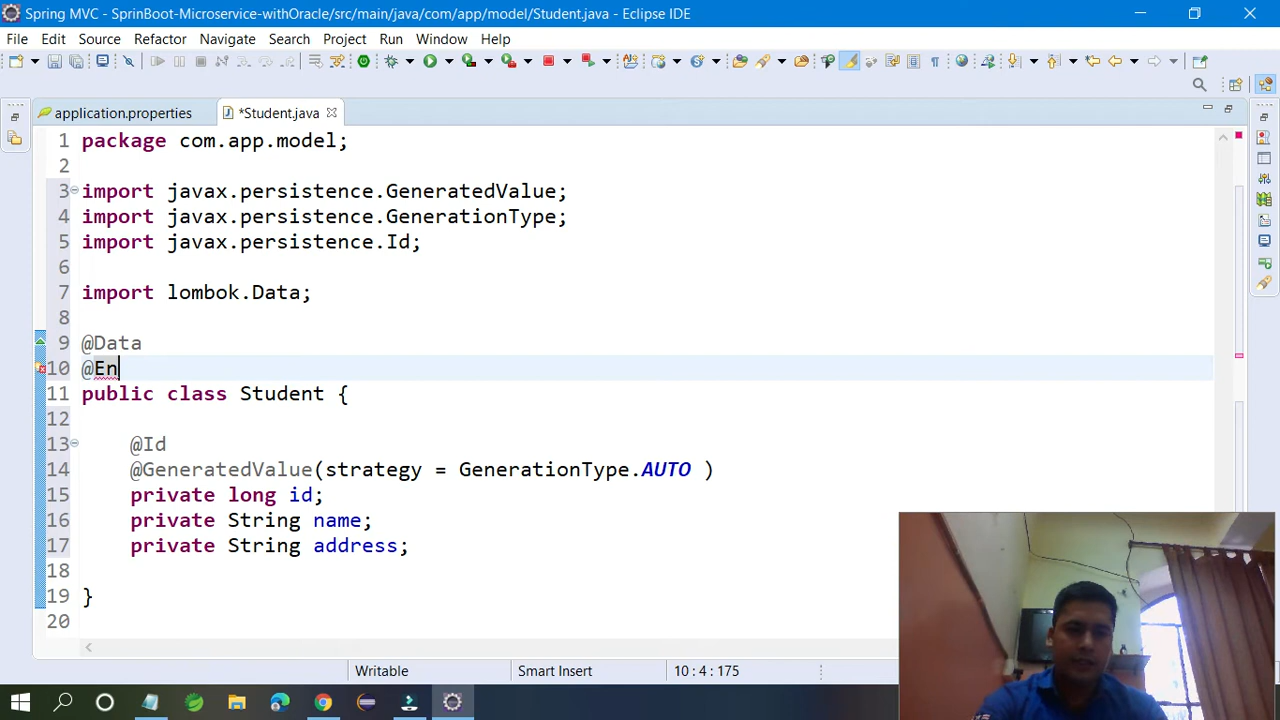 Spring MVC - SprinBoot-Microservice-withOracle/src/main/java/com/app/model/Student.java - Eclipse IDE
File Edit Source Refactor Navigate Search Project Run Window Help
application.properties *Student.java
1 package com.app.model;
2
3 import javax.persistence.GeneratedValue;
4 import javax.persistence.GenerationType;
5 import javax.persistence.Id;
6
7 import lombok.Data;
8
9 @Data
10 @En
11 public class Student {
12
13 @Id
14 @GeneratedValue(strategy = GenerationType.AUTO )
15 private long id;
16 private String name;
17 private String address;
18
19 }
20
Writable Smart Insert 10 : 4 : 175